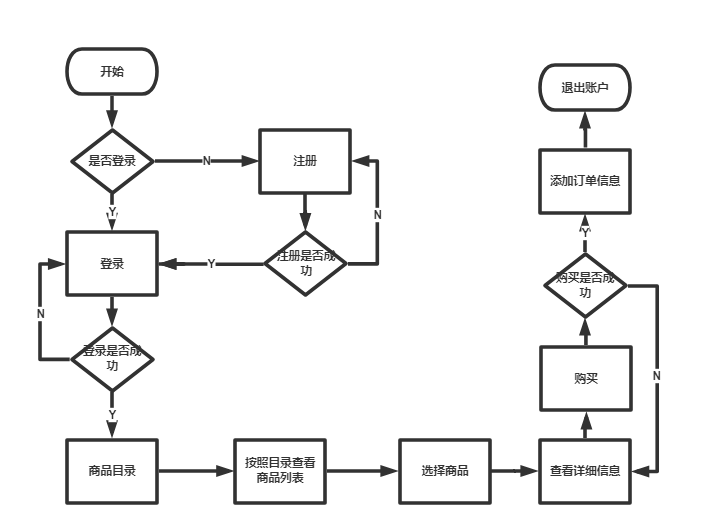 开始
是否登录
N
注册
Y
登录
注册是否成
功
Y
N
N
登录是否成
功
Y
商品目录
按照目录查看
商品列表
选择商品
查看详细信息
购买
购买是否成
功
N
Y
添加订单信息
退出账户